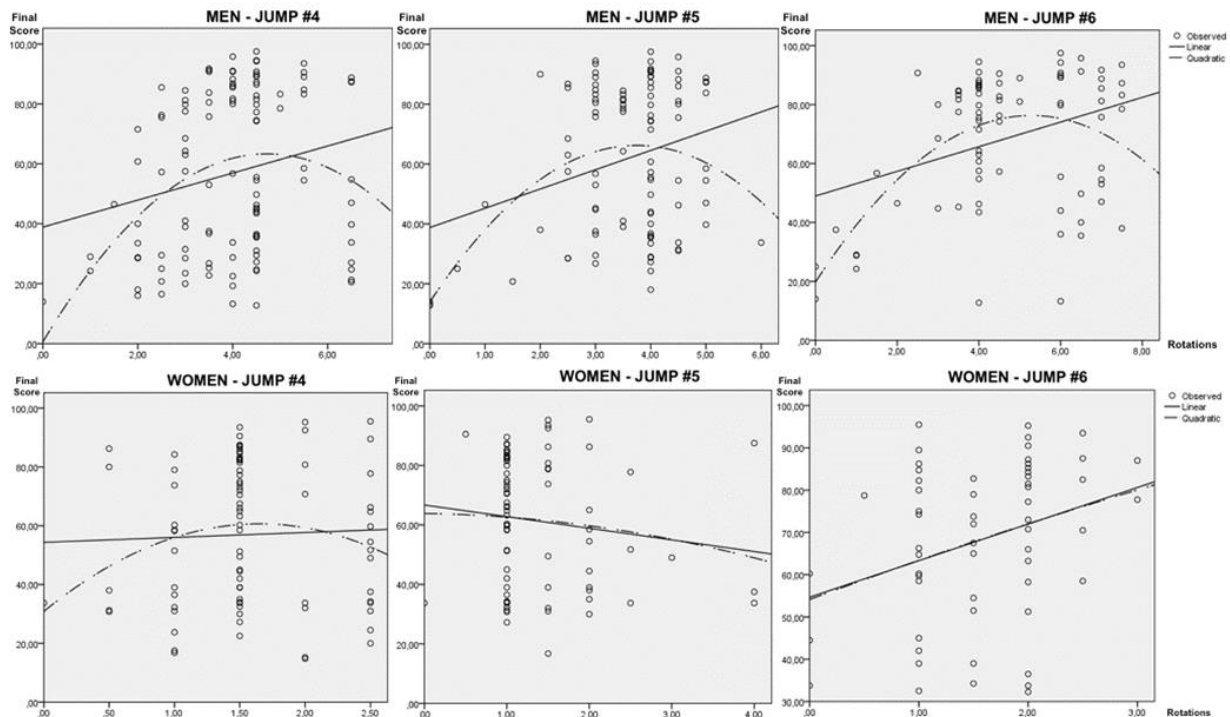 MEN - JUMP #4
Final
Score
100,00
80,00
60,00
40,00
20,00
,00
,00 2,00 4,00 6,00
MEN - JUMP #5
Final
Score
100,00
80,00
60,00
40,00
20,00
,00
,00 1,00 2,00 3,00 4,00 5,00 6,00
MEN - JUMP #6
Final
Score
100,00
80,00
60,00
40,00
20,00
,00
,00 2,00 4,00 6,00 8,00
Observed
Linear
Quadratic
Rotations
WOMEN - JUMP #4
Final
Score
100,00
80,00
60,00
40,00
20,00
,00
,00 ,50 1,00 1,50 2,00 2,50
WOMEN - JUMP #5
Final
Score
100,00
80,00
60,00
40,00
20,00
,00
,00 1,00 2,00 3,00 4,00
WOMEN - JUMP #6
Final
Score
100,00
90,00
80,00
70,00
60,00
50,00
40,00
30,00
,00 1,00 2,00 3,00
Observed
Linear
Quadratic
Rotations